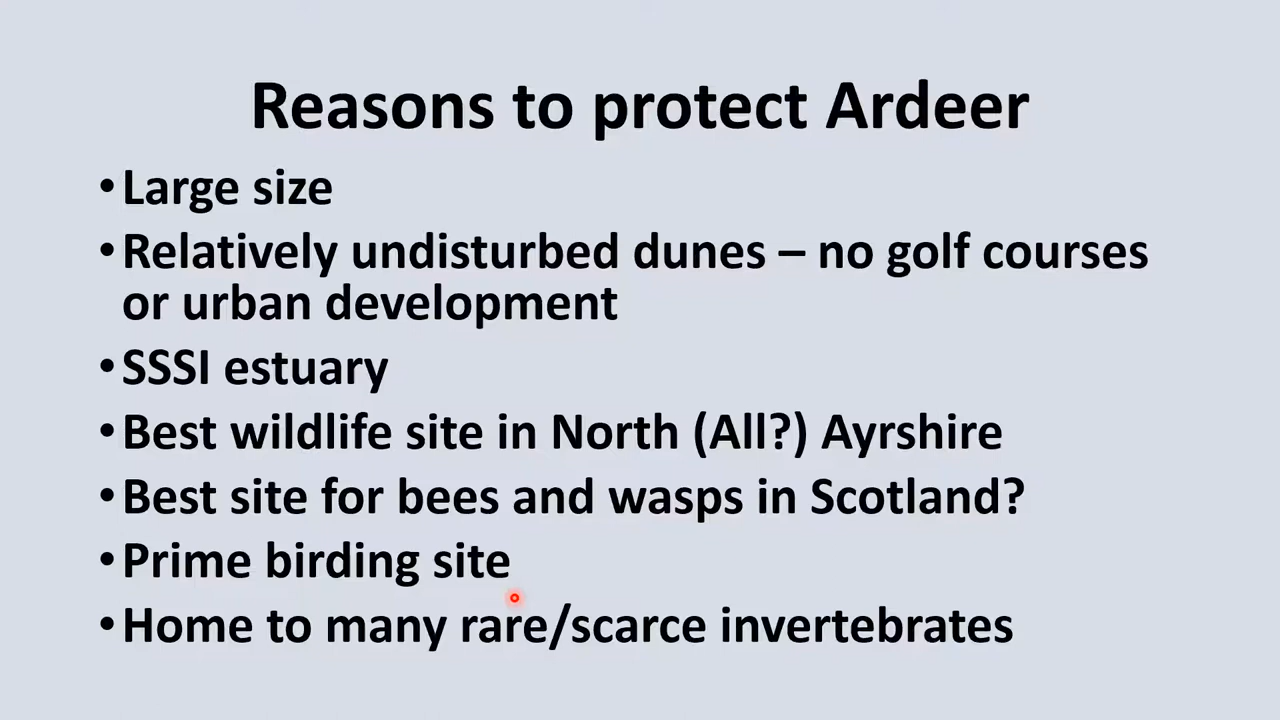 Reasons to protect Ardeer
•Large size
•Relatively undisturbed dunes – no golf courses
or urban development
•SSSI estuary
•Best wildlife site in North (All?) Ayrshire
•Best site for bees and wasps in Scotland?
•Prime birding site
•Home to many rare/scarce invertebrates